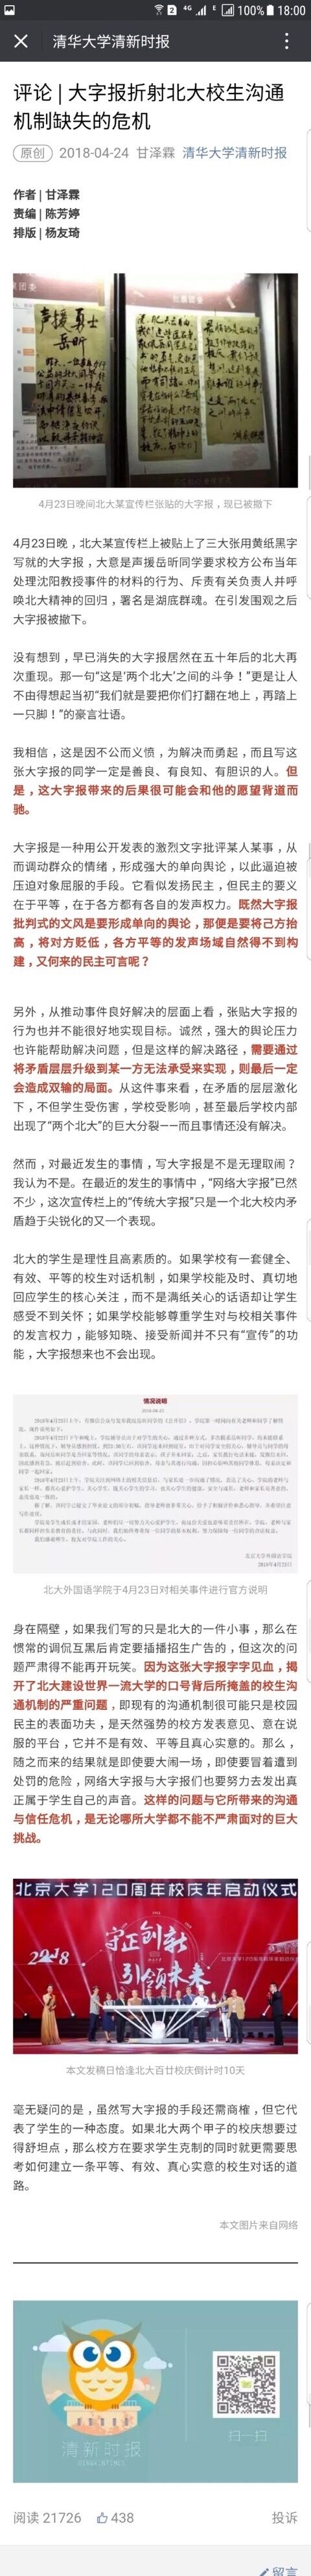 100% 18:00
清华大学清新时报
评论 | 大字报折射北大校生沟通
机制缺失的危机
原创 2018-04-24 甘泽霖 清华大学清新时报
作者 | 甘泽霖
责编 | 陈芳婷
排版 | 杨友琦
声援勇士
岳昕
4月23日晚间北大某宣传栏张贴的大字报，现已被撤下
4月23日晚，北大某宣传栏上被贴上了三大张用黄纸黑字
写就的大字报，大意是声援岳昕同学要求校方公布当年
处理沈阳教授事件的材料的行为、斥责有关负责人并呼
唤北大精神的回归，署名是湖底群魂。在引发围观之后
大字报被撤下。
没有想到，早已消失的大字报居然在五十年后的北大再
次重现。那一句“这是‘两个北大’之间的斗争！”更是让人
不由得想起当初“我们就是要把你们打翻在地上，再踏上
一只脚！”的豪言壮语。
我相信，这是因不公而义愤，为解决而勇起，而且写这
张大字报的同学一定是善良、有良知、有胆识的人。但
是，这大字报带来的后果很可能会和他的愿望背道而
驰。
大字报是一种用公开发表的激烈文字批评某人某事，从
而调动群众的情绪，形成强大的单向舆论，以此逼迫被
压迫对象屈服的手段。它看似发扬民主，但民主的要义
在于平等，在于各方都有各自的发声权力。既然大字报
批判式的文风是要形成单向的舆论，那便是要将己方抬
高，将对方贬低，各方平等的发声场域自然得不到构
建，又何来的民主可言呢？
另外，从推动事件良好解决的层面上看，张贴大字报的
行为也并不能很好地实现目标。诚然，强大的舆论压力
也许能帮助解决问题，但是这样的解决路径，需要通过
将矛盾层层升级到某一方无法承受来实现，则最后一定
会造成双输的局面。从这件事来看，在矛盾的层层激化
下，不但学生受伤害，学校受影响，甚至最后学校内部
出现了“两个北大”的巨大分裂——而且事情还没有解决。
然而，对最近发生的事情，写大字报是不是无理取闹？
我认为不是。在最近的发生的事情中，“网络大字报”已然
不少，这次宣传栏上的“传统大字报”只是一个北大校内矛
盾趋于尖锐化的又一个表现。
北大的学生是理性且高素质的。如果学校有一套健全、
有效、平等的校生对话机制，如果学校能及时、真切地
回应学生的核心关注，而不是满纸关心的话语却让学生
感受不到关怀；如果学校能够尊重学生对与校相关事件
的发言权力，能够知晓、接受新闻并不只有“宣传”的功
能，大字报想来也不会出现。
情况说明
北大外国语学院于4月23日对相关事件进行官方说明
身在隔壁，如果我们写的只是北大的一件小事，那么在
惯常的调侃互黑后肯定要插播招生广告的，但这次的问
题严肃得不能再开玩笑。因为这张大字报字字见血，揭
开了北大建设世界一流大学的口号背后所掩盖的校生沟
通机制的严重问题，即现有的沟通机制很可能只是校园
民主的表面功夫，是天然强势的校方发表意见、意在说
服的平台，它并不是有效、平等且真心实意的。那么，
随之而来的结果就是即使要大闹一场，即使要冒着遭到
处罚的危险，网络大字报与大字报们也要努力去发出真
正属于学生自己的声音。这样的问题与它所带来的沟通
与信任危机，是无论哪所大学都不能不严肃面对的巨大
挑战。
北京大学120周年校庆年启动仪式
2018
守正创新
引领未来
本文发稿日恰逢北大百廿校庆倒计时10天
毫无疑问的是，虽然写大字报的手段还需商榷，但它代
表了学生的一种态度。如果北大两个甲子的校庆想要过
得舒坦点，那么校方在要求学生克制的同时就更需要思
考如何建立一条平等、有效、真心实意的校生对话的道
路。
本文图片来自网络
清新时报
扫一扫
阅读 21726 438 投诉
留言